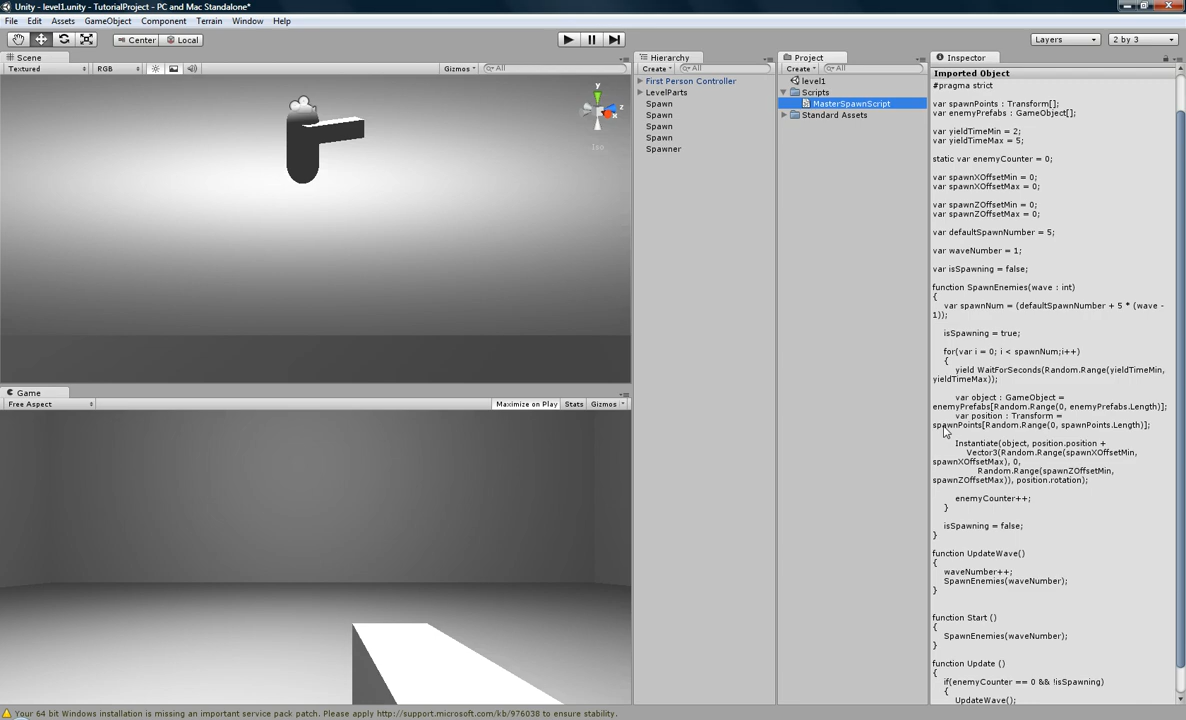 Unity - level1.unity - TutorialProject - PC and Mac Standalone*
File Edit Assets GameObject Component Terrain Window Help
Center Local Layers 2 by 3
Scene
Textured RGB Gizmos All
y
z
Iso
Game
Free Aspect Maximize on Play Stats Gizmos
Hierarchy
Create All
First Person Controller
LevelParts
Spawn
Spawn
Spawn
Spawn
Spawner
Project
Create All
level1
Scripts
MasterSpawnScript
Standard Assets
Inspector
Imported Object
#pragma strict
var spawnPoints : Transform[];
var enemyPrefabs : GameObject[];
var yieldTimeMin = 2;
var yieldTimeMax = 5;
static var enemyCounter = 0;
var spawnXOffsetMin = 0;
var spawnXOffsetMax = 0;
var spawnZOffsetMin = 0;
var spawnZOffsetMax = 0;
var defaultSpawnNumber = 5;
var waveNumber = 1;
var isSpawning = false;
function SpawnEnemies(wave : int)
{
var spawnNum = (defaultSpawnNumber + 5 * (wave -
1));
isSpawning = true;
for(var i = 0; i < spawnNum;i++)
{
yield WaitForSeconds(Random.Range(yieldTimeMin,
yieldTimeMax));
var object : GameObject =
enemyPrefabs[Random.Range(0, enemyPrefabs.Length)];
var position : Transform =
spawnPoints[Random.Range(0, spawnPoints.Length)];
Instantiate(object, position.position +
Vector3(Random.Range(spawnXOffsetMin,
spawnXOffsetMax), 0,
Random.Range(spawnZOffsetMin,
spawnZOffsetMax)), position.rotation);
enemyCounter++;
}
isSpawning = false;
}
function UpdateWave()
{
waveNumber++;
SpawnEnemies(waveNumber);
}
function Start ()
{
SpawnEnemies(waveNumber);
}
function Update ()
{
if(enemyCounter == 0 && !isSpawning)
{
UpdateWave();
Your 64 bit Windows installation is missing an important service pack patch. Please apply http://support.microsoft.com/kb/976038 to ensure stability.